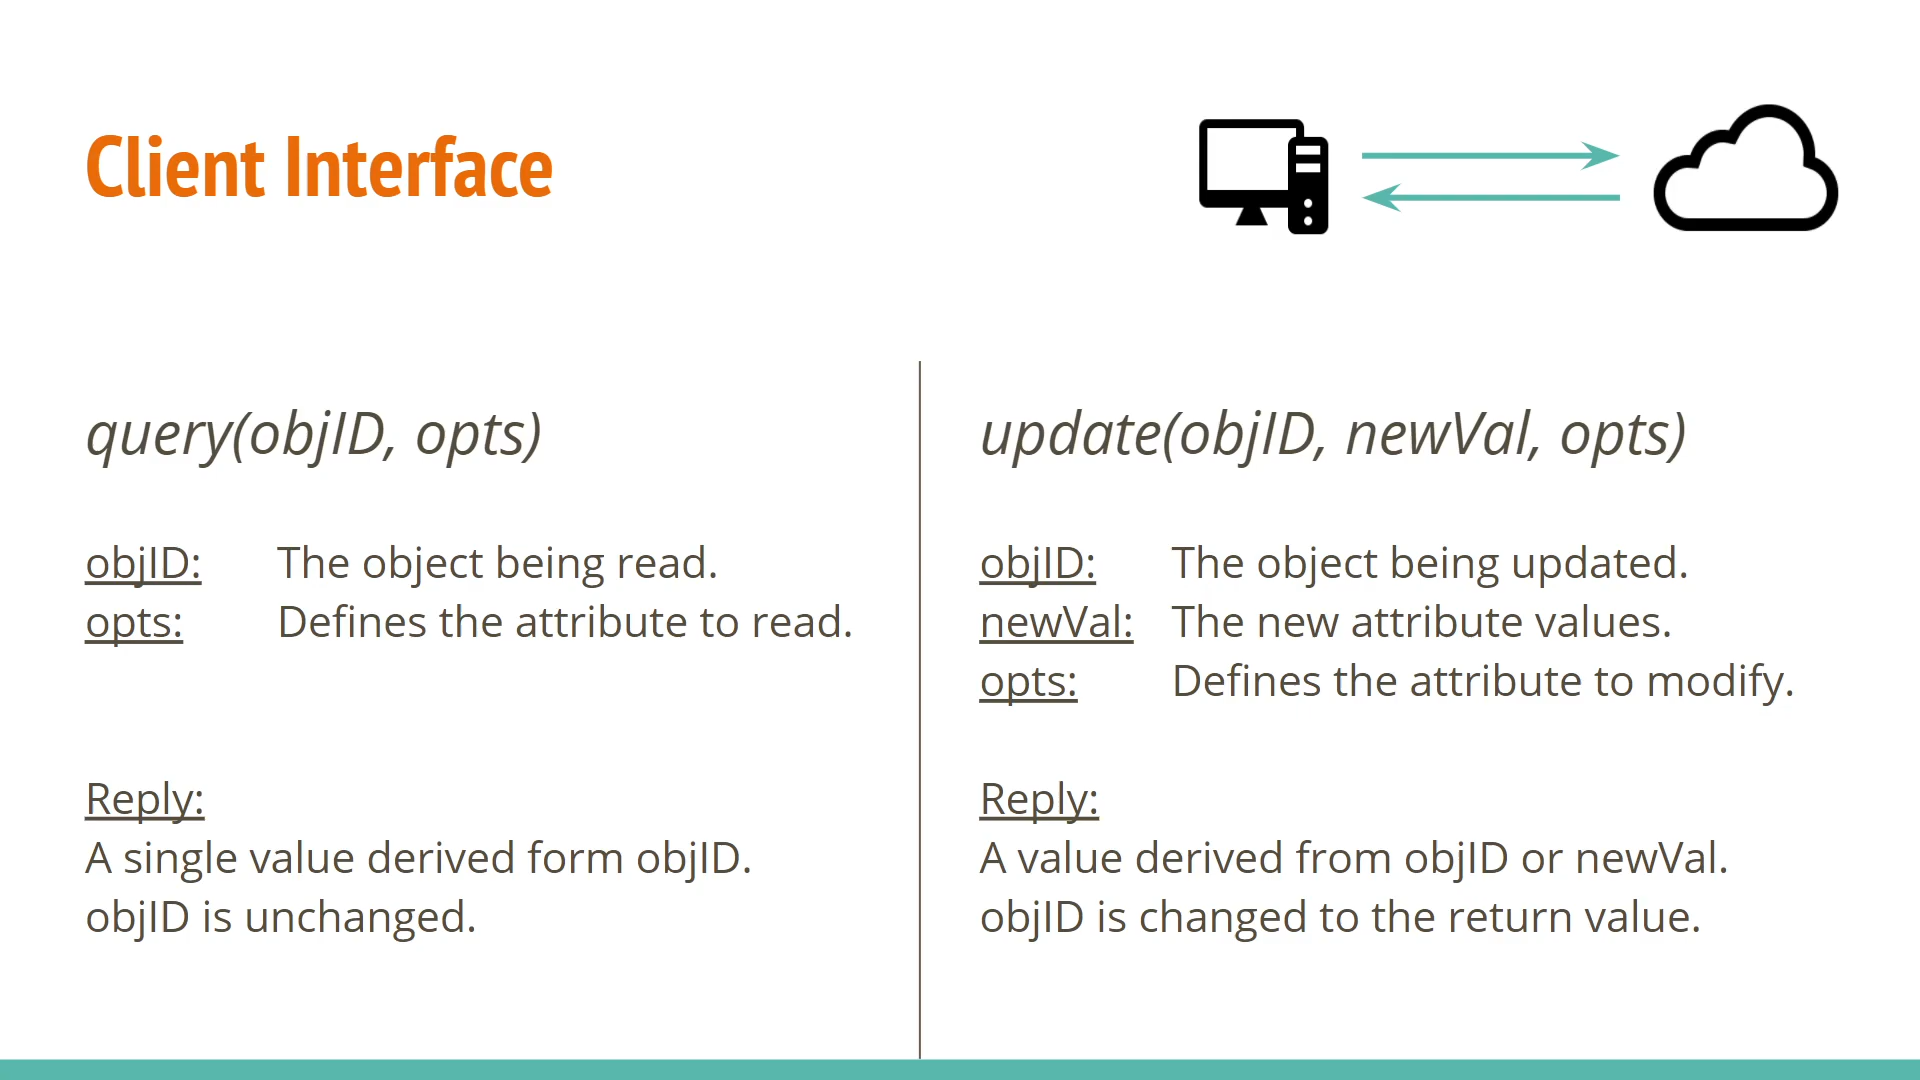 Client Interface
query(objID, opts)
objID: The object being read.
opts: Defines the attribute to read.
Reply:
A single value derived form objID.
objID is unchanged.
update(objID, newVal, opts)
objID: The object being updated.
newVal: The new attribute values.
opts: Defines the attribute to modify.
Reply:
A value derived from objID or newVal.
objID is changed to the return value.